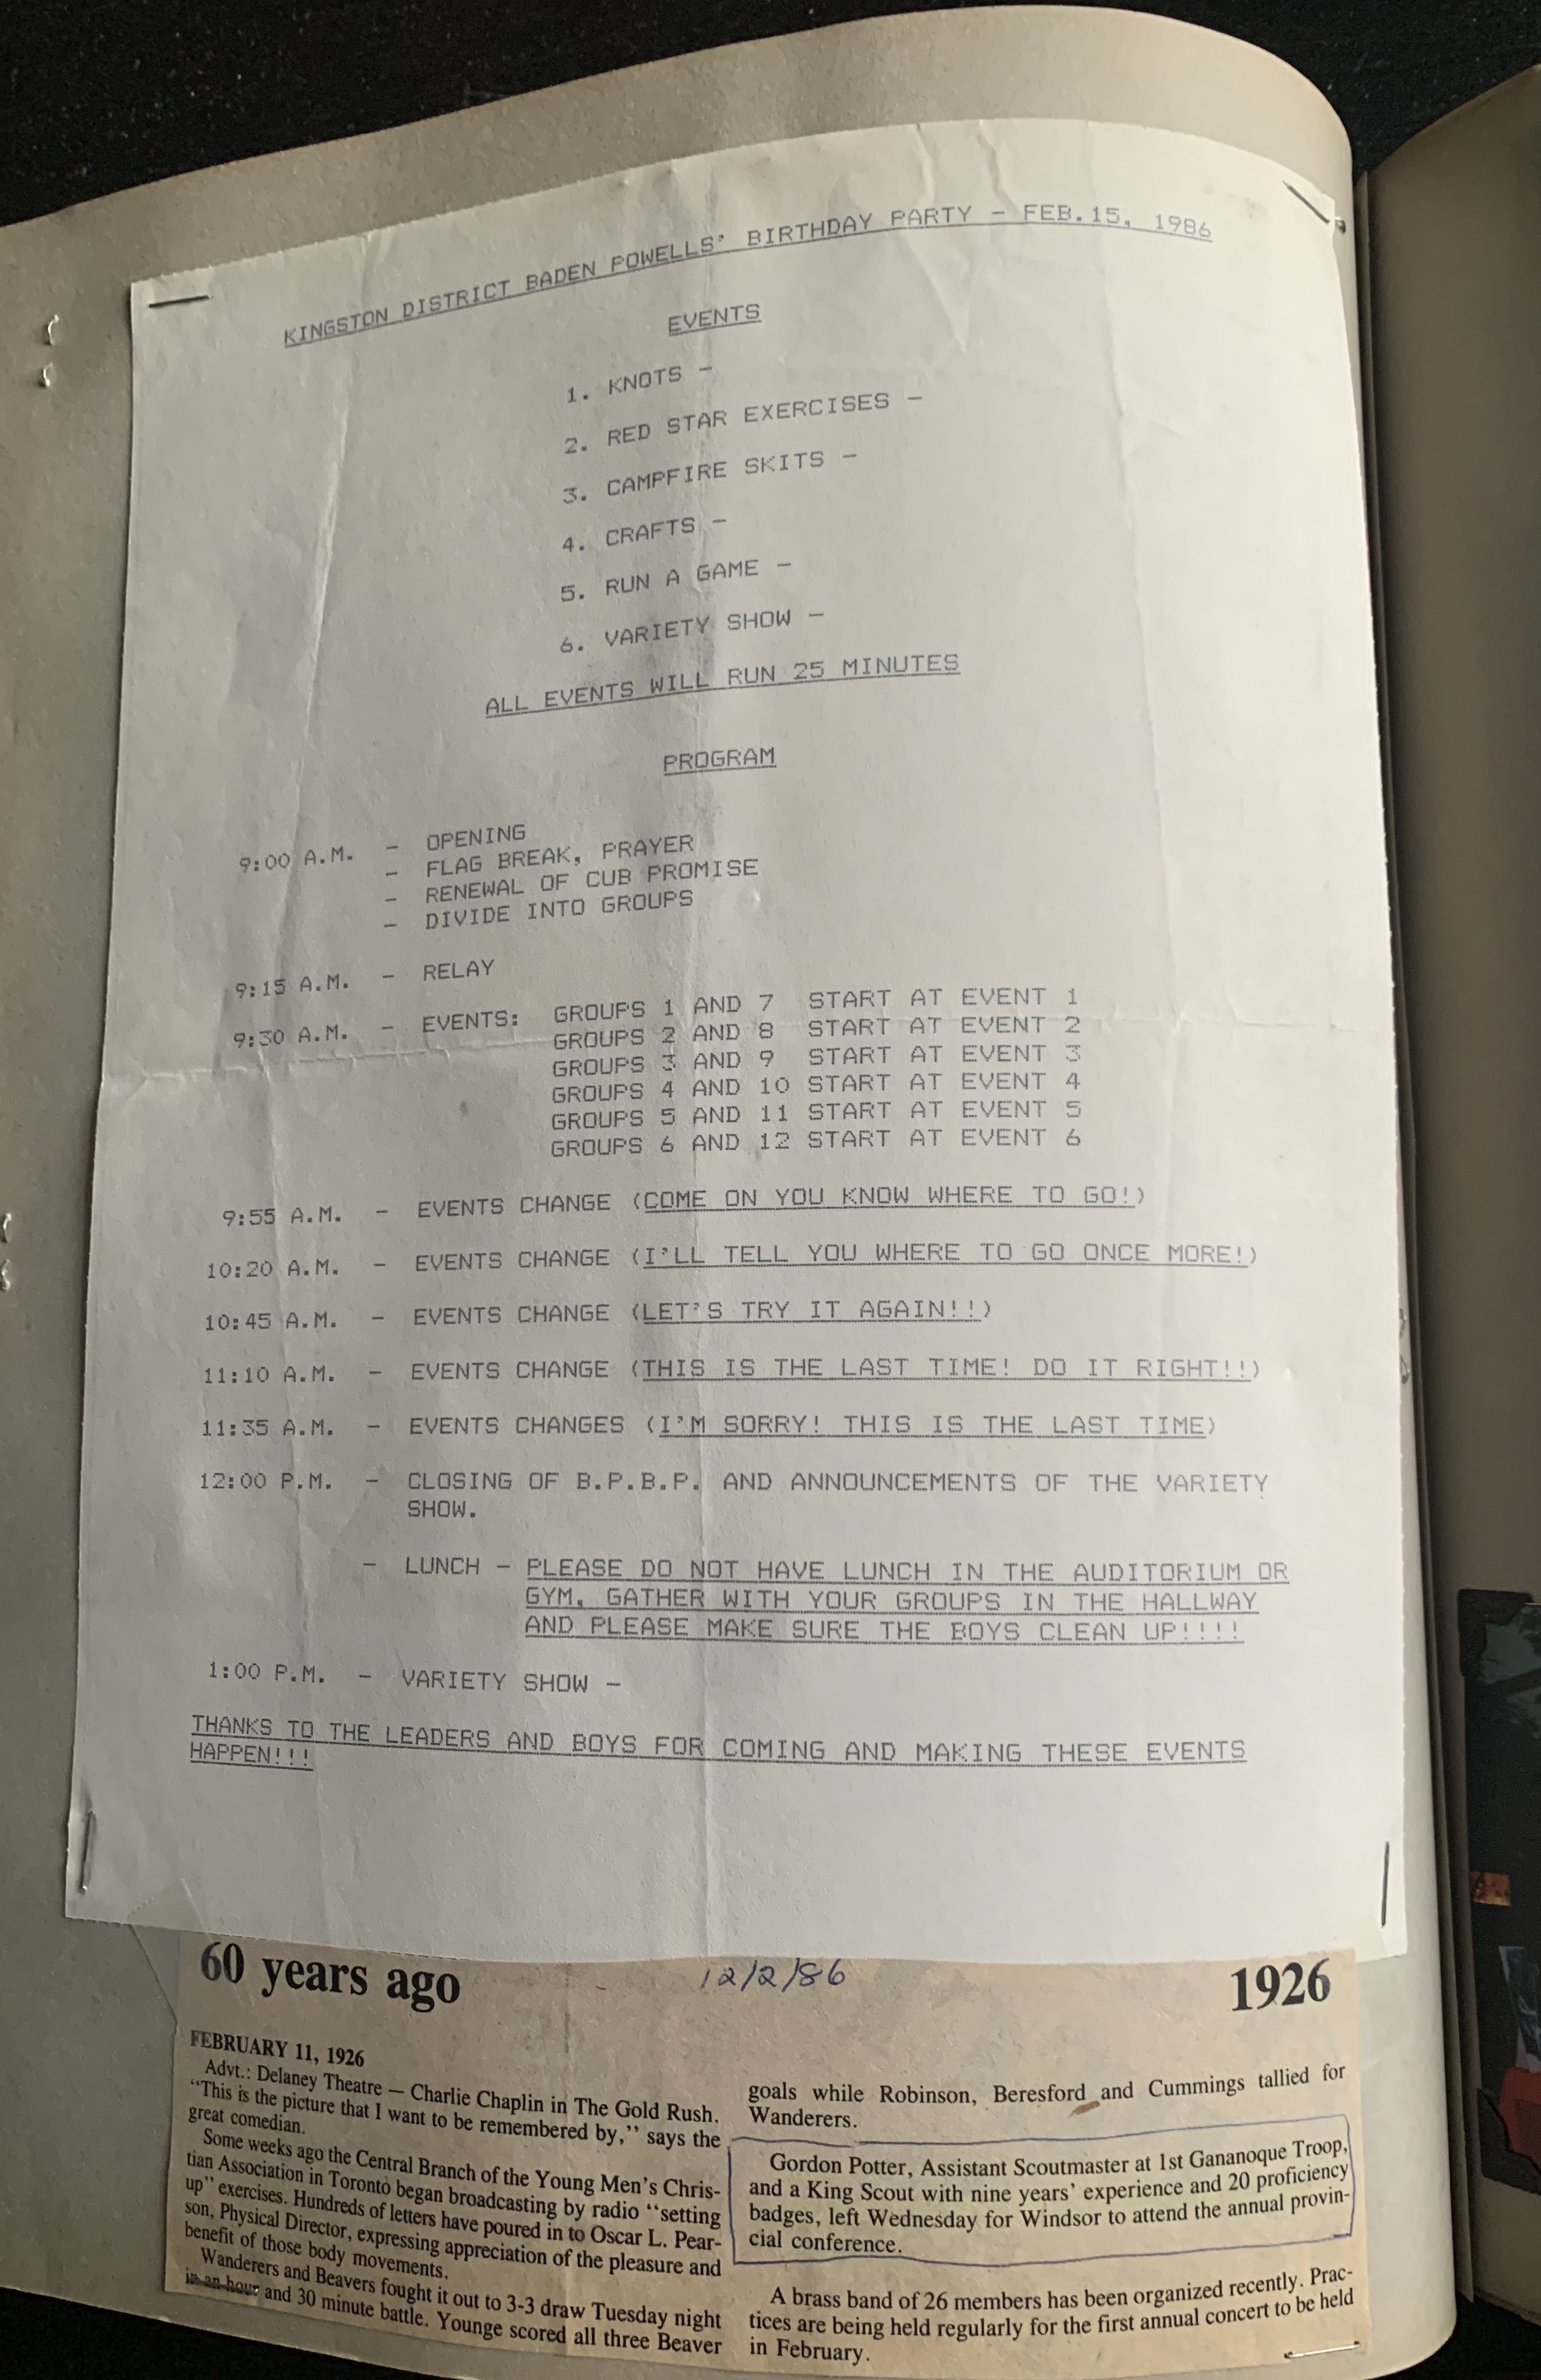 KINGSTON DISTRICT BADEN POWELLS' BIRTHDAY PARTY - FEB.15, 1986
EVENTS
1. KNOTS -
2. RED STAR EXERCISES -
3. CAMPFIRE SKITS -
4. CRAFTS -
5. RUN A GAME -
6. VARIETY SHOW -
ALL EVENTS WILL RUN 25 MINUTES
PROGRAM
9:00 A.M. - OPENING
- FLAG BREAK, PRAYER
- RENEWAL OF CUB PROMISE
- DIVIDE INTO GROUPS
9:15 A.M. - RELAY
9:30 A.M. - EVENTS: GROUPS 1 AND 7 START AT EVENT 1
GROUPS 2 AND 8 START AT EVENT 2
GROUPS 3 AND 9 START AT EVENT 3
GROUPS 4 AND 10 START AT EVENT 4
GROUPS 5 AND 11 START AT EVENT 5
GROUPS 6 AND 12 START AT EVENT 6
9:55 A.M. - EVENTS CHANGE (COME ON YOU KNOW WHERE TO GO!)
10:20 A.M. - EVENTS CHANGE (I'LL TELL YOU WHERE TO GO ONCE MORE!)
10:45 A.M. - EVENTS CHANGE (LET'S TRY IT AGAIN!!)
11:10 A.M. - EVENTS CHANGE (THIS IS THE LAST TIME! DO IT RIGHT!!)
11:35 A.M. - EVENTS CHANGES (I'M SORRY! THIS IS THE LAST TIME)
12:00 P.M. - CLOSING OF B.P.B.P. AND ANNOUNCEMENTS OF THE VARIETY
SHOW.
- LUNCH - PLEASE DO NOT HAVE LUNCH IN THE AUDITORIUM OR
GYM, GATHER WITH YOUR GROUPS IN THE HALLWAY
AND PLEASE MAKE SURE THE BOYS CLEAN UP!!!!
1:00 P.M. - VARIETY SHOW -
THANKS TO THE LEADERS AND BOYS FOR COMING AND MAKING THESE EVENTS
HAPPEN!!!
60 years ago 12/2/86 1926
FEBRUARY 11, 1926
Advt.: Delaney Theatre — Charlie Chaplin in The Gold Rush.
"This is the picture that I want to be remembered by," says the
great comedian.
Some weeks ago the Central Branch of the Young Men's Chris-
tian Association in Toronto began broadcasting by radio "setting
up" exercises. Hundreds of letters have poured in to Oscar L. Pear-
son, Physical Director, expressing appreciation of the pleasure and
benefit of those body movements.
Wanderers and Beavers fought it out to 3-3 draw Tuesday night
in an hour and 30 minute battle. Younge scored all three Beaver
goals while Robinson, Beresford and Cummings tallied for
Wanderers.
Gordon Potter, Assistant Scoutmaster at 1st Gananoque Troop,
and a King Scout with nine years' experience and 20 proficiency
badges, left Wednesday for Windsor to attend the annual provin-
cial conference.
A brass band of 26 members has been organized recently. Prac-
tices are being held regularly for the first annual concert to be held
in February.